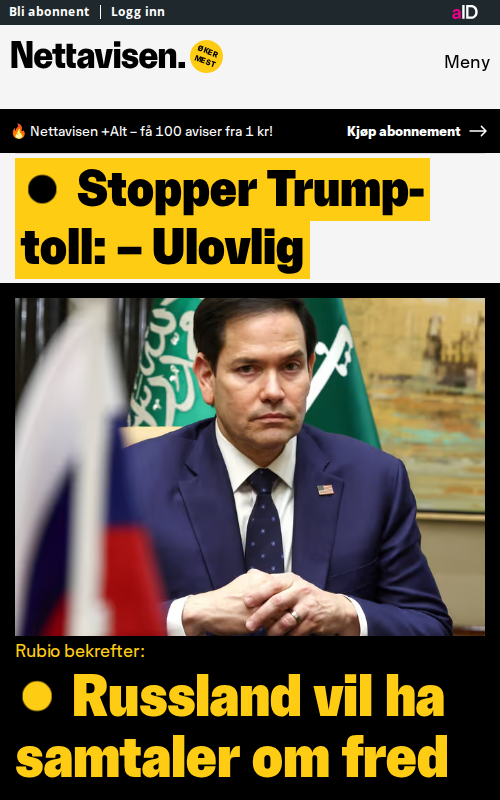 Bli abonnent Logg inn aID
Nettavisen. ØKER MEST
Meny
Nettavisen +Alt – få 100 aviser fra 1 kr! Kjøp abonnement
Stopper Trump-
toll: – Ulovlig
Rubio bekrefter:
Russland vil ha
samtaler om fred